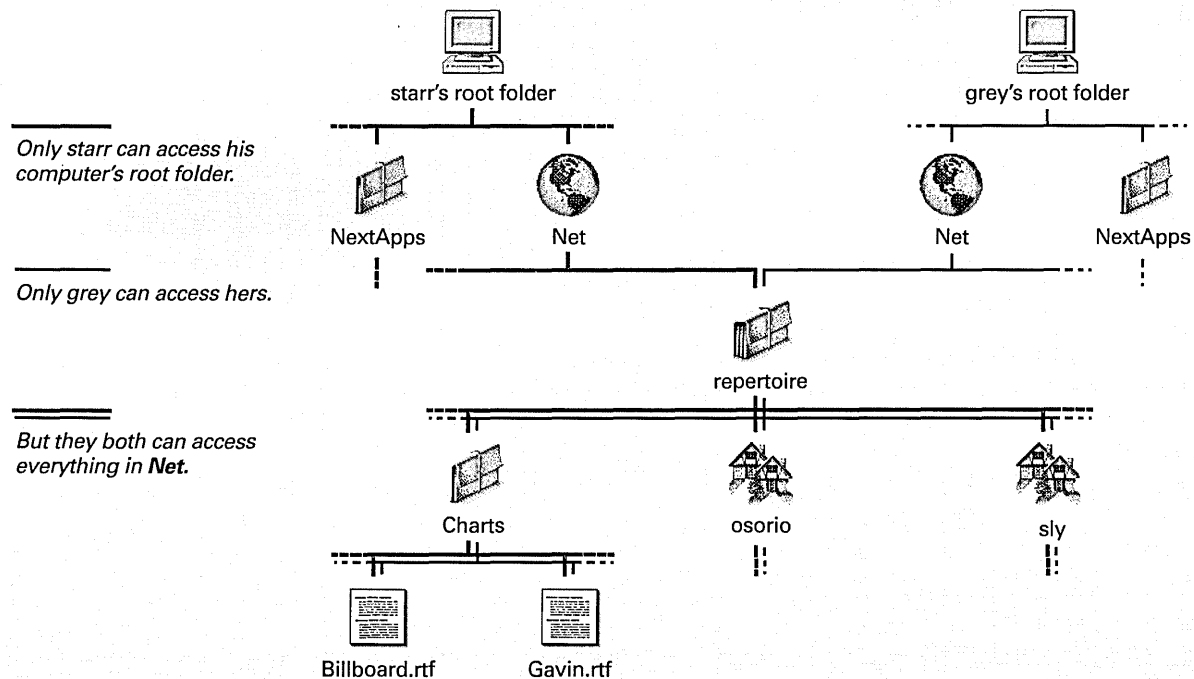 starr's root folder
grey's root folder
Only starr can access his
computer's root folder.
NextApps
Net
Net
NextApps
Only grey can access hers.
repertoire
But they both can access
everything in Net.
Charts
osorio
sly
Billboard.rtf
Gavin.rtf